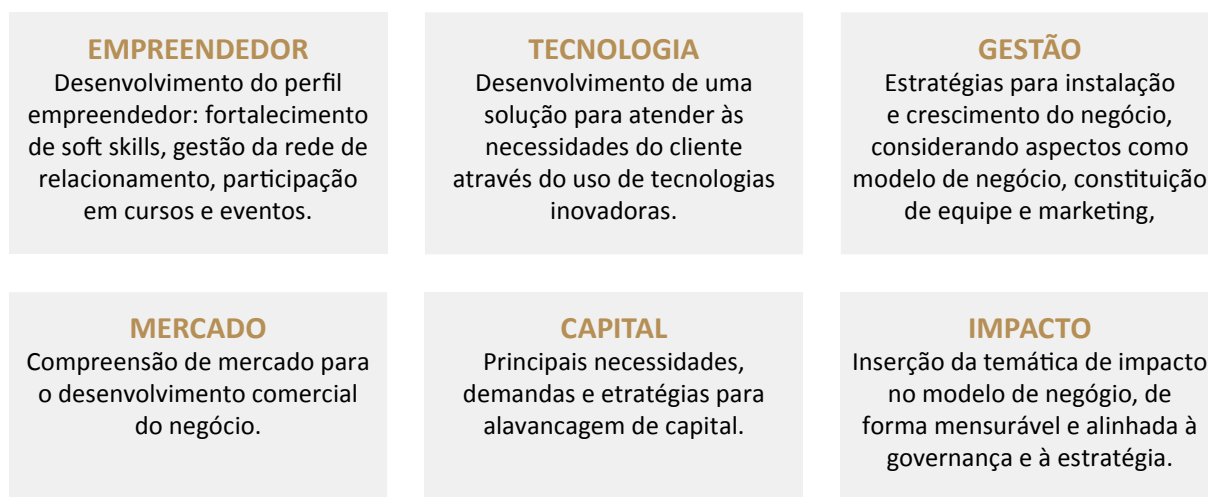 EMPREENDEDOR
Desenvolvimento do perfil
empreendedor: fortalecimento
de soft skills, gestão da rede de
relacionamento, participação
em cursos e eventos.
TECNOLOGIA
Desenvolvimento de uma
solução para atender às
necessidades do cliente
através do uso de tecnologias
inovadoras.
GESTÃO
Estratégias para instalação
e crescimento do negócio,
considerando aspectos como
modelo de negócio, constituição
de equipe e marketing,
MERCADO
Compreensão de mercado para
o desenvolvimento comercial
do negócio.
CAPITAL
Principais necessidades,
demandas e etratégias para
alavancagem de capital.
IMPACTO
Inserção da temática de impacto
no modelo de negógio, de
forma mensurável e alinhada à
governança e à estratégia.